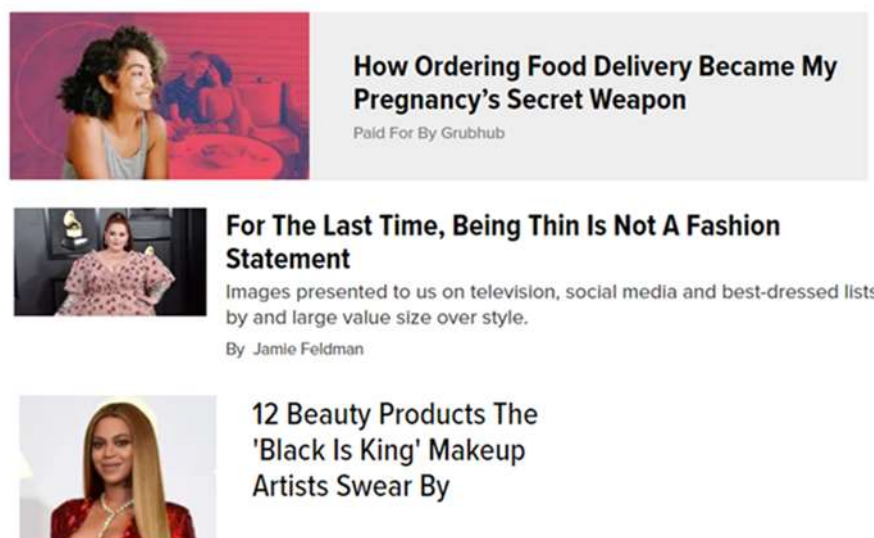 How Ordering Food Delivery Became My
Pregnancy's Secret Weapon
Paid For By Grubhub
For The Last Time, Being Thin Is Not A Fashion
Statement
Images presented to us on television, social media and best-dressed lists
by and large value size over style.
By Jamie Feldman
12 Beauty Products The
'Black Is King' Makeup
Artists Swear By